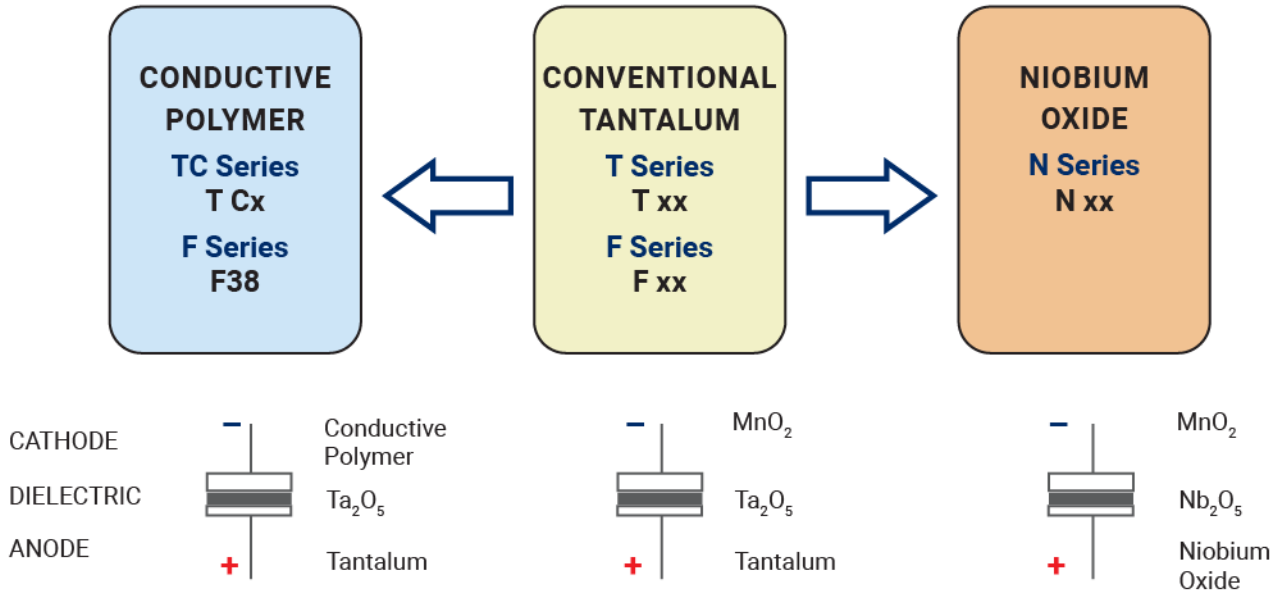 CONDUCTIVE
POLYMER
TC Series
T Cx
F Series
F38
CONVENTIONAL
TANTALUM
T Series
T xx
F Series
F xx
NIOBIUM
OXIDE
N Series
N xx
CATHODE
DIELECTRIC
ANODE
−
Conductive
Polymer
Ta₂O₅
+
Tantalum
−
MnO₂
Ta₂O₅
+
Tantalum
−
MnO₂
Nb₂O₅
+
Niobium
Oxide